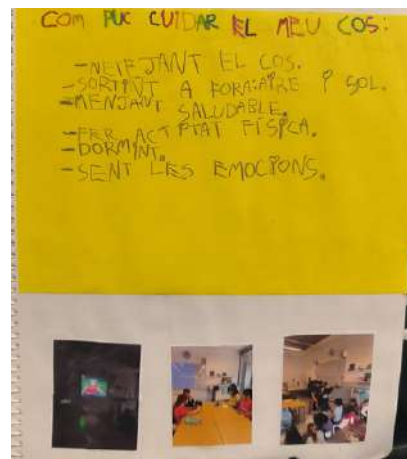 COM PUC CUIDAR EL MEU COS:
-NETEJANT EL COS.
-SORTINT A FORA:AIRE I SOL.
-MENJANT SALUDABLE.
-FER ACTPTAT FÍSICA.
-DORMINT.
-SENT LES EMOCIONS.